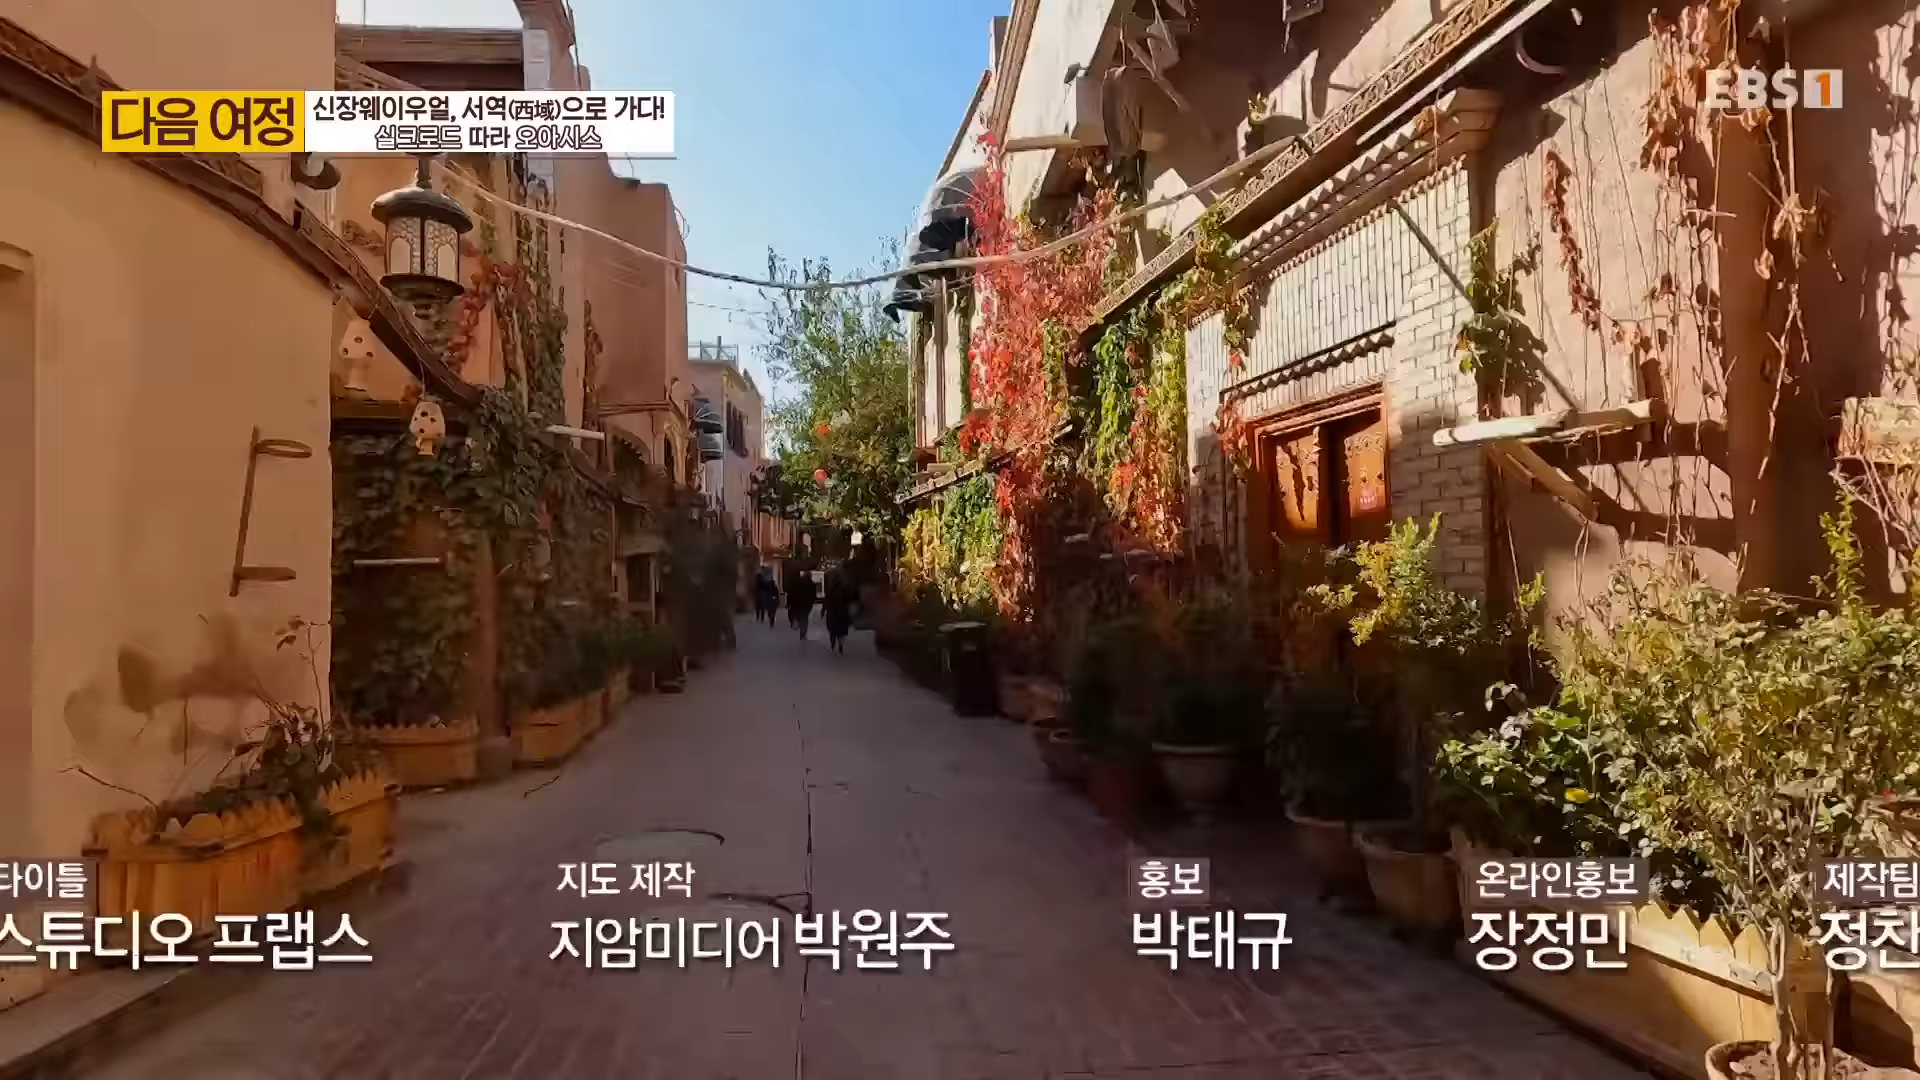 다음 여정
신장웨이우얼, 서역(西域)으로 가다!
실크로드 따라 오아시스
EBS1
타이틀
스튜디오 프랩스
지도 제작
지암미디어 박원주
홍보
박태규
온라인홍보
장정민
제작팀
정찬